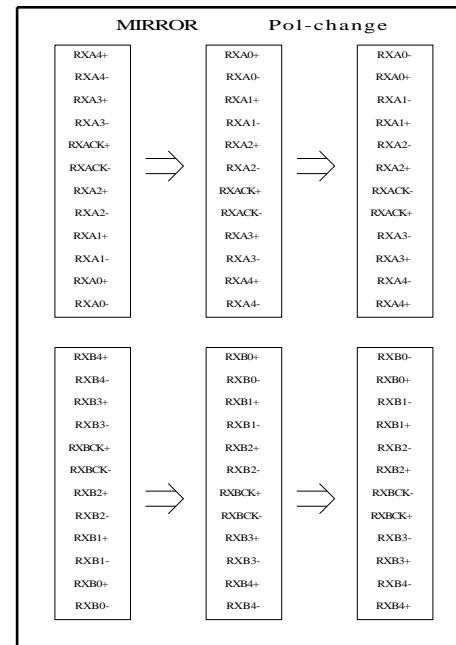 MIRROR Pol-change
RXA4+ RXA0+ RXA0-
RXA4- RXA0- RXA0+
RXA3+ RXA1+ RXA1-
RXA3- RXA1- RXA1+
RXACK+ RXA2+ RXA2-
RXACK- RXA2- RXA2+
RXA2+ RXACK+ RXACK-
RXA2- RXACK- RXACK+
RXA1+ RXA3+ RXA3-
RXA1- RXA3- RXA3+
RXA0+ RXA4+ RXA4-
RXA0- RXA4- RXA4+
RXB4+ RXB0+ RXB0-
RXB4- RXB0- RXB0+
RXB3+ RXB1+ RXB1-
RXB3- RXB1- RXB1+
RXBCK+ RXB2+ RXB2-
RXBCK- RXB2- RXB2+
RXB2+ RXBCK+ RXBCK-
RXB2- RXBCK- RXBCK+
RXB1+ RXB3+ RXB3-
RXB1- RXB3- RXB3+
RXB0+ RXB4+ RXB4-
RXB0- RXB4- RXB4+